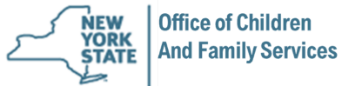 NEW
YORK
STATE
Office of Children
And Family Services